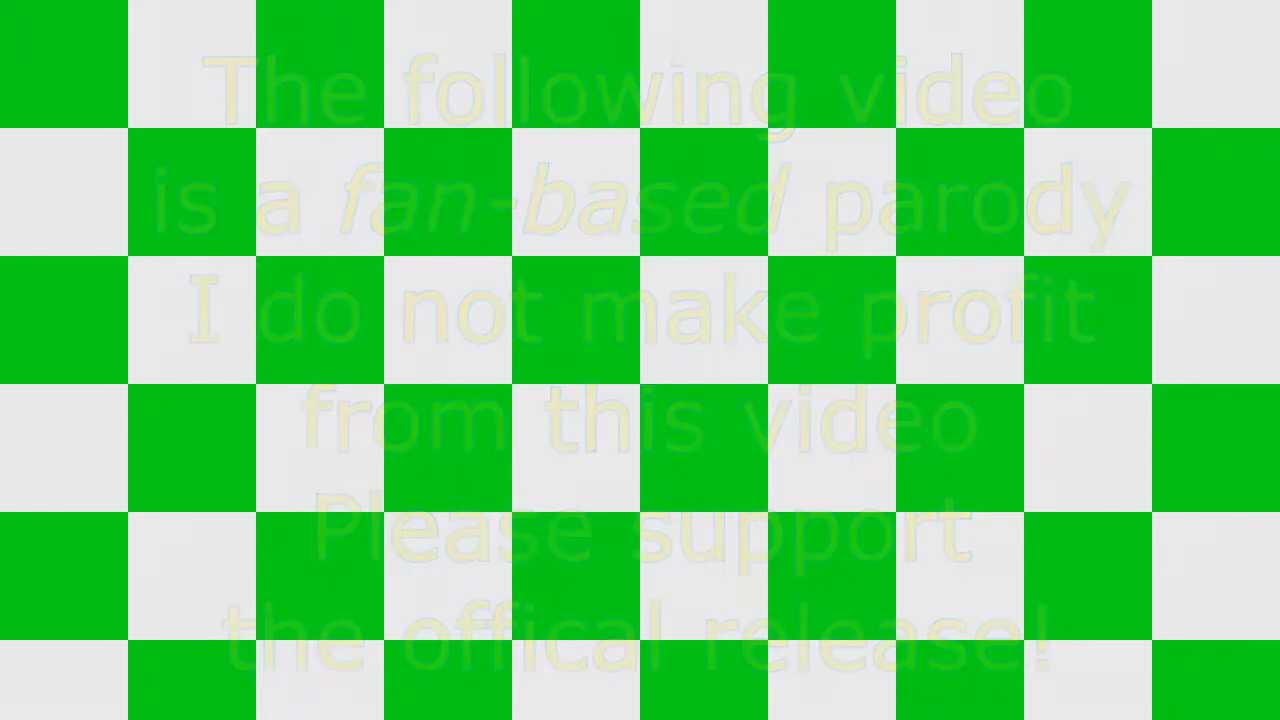 The following video
is a fan-based parody
I do not make profit
from this video
Please support
the offical release!